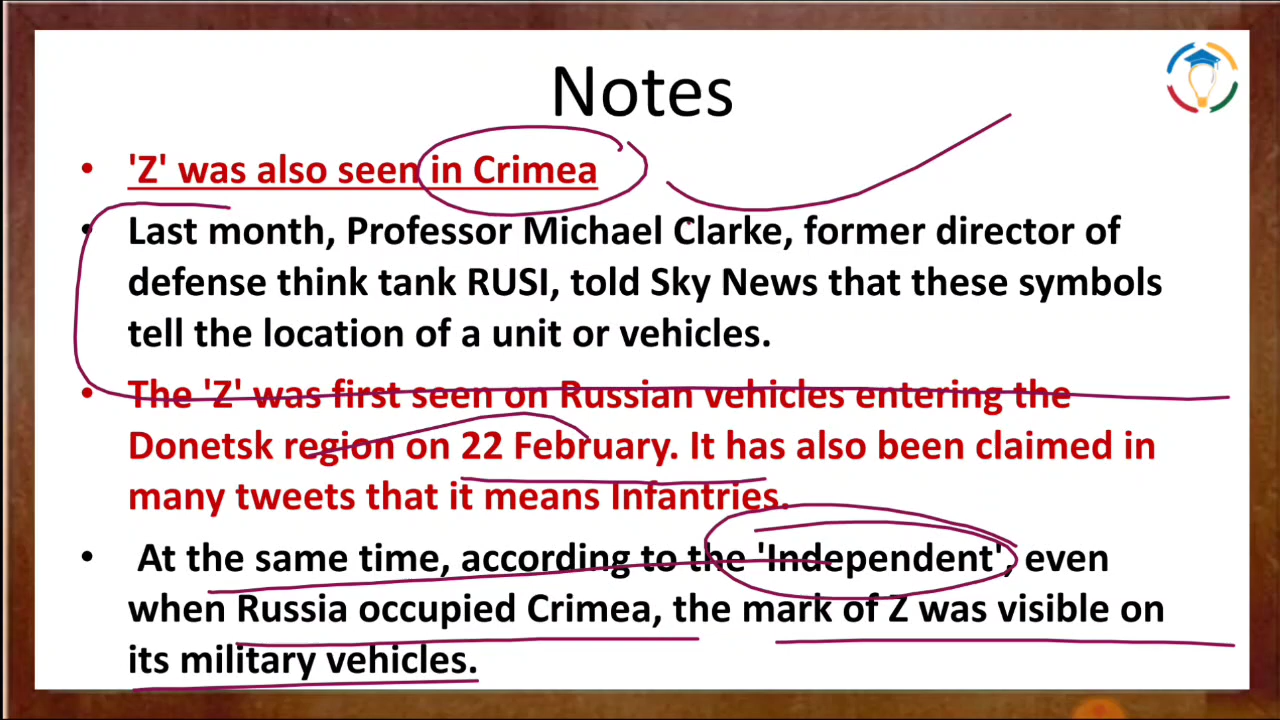 Notes
• 'Z' was also seen in Crimea
• Last month, Professor Michael Clarke, former director of
defense think tank RUSI, told Sky News that these symbols
tell the location of a unit or vehicles.
• The 'Z' was first seen on Russian vehicles entering the
Donetsk region on 22 February. It has also been claimed in
many tweets that it means Infantries.
• At the same time, according to the 'Independent', even
when Russia occupied Crimea, the mark of Z was visible on
its military vehicles.